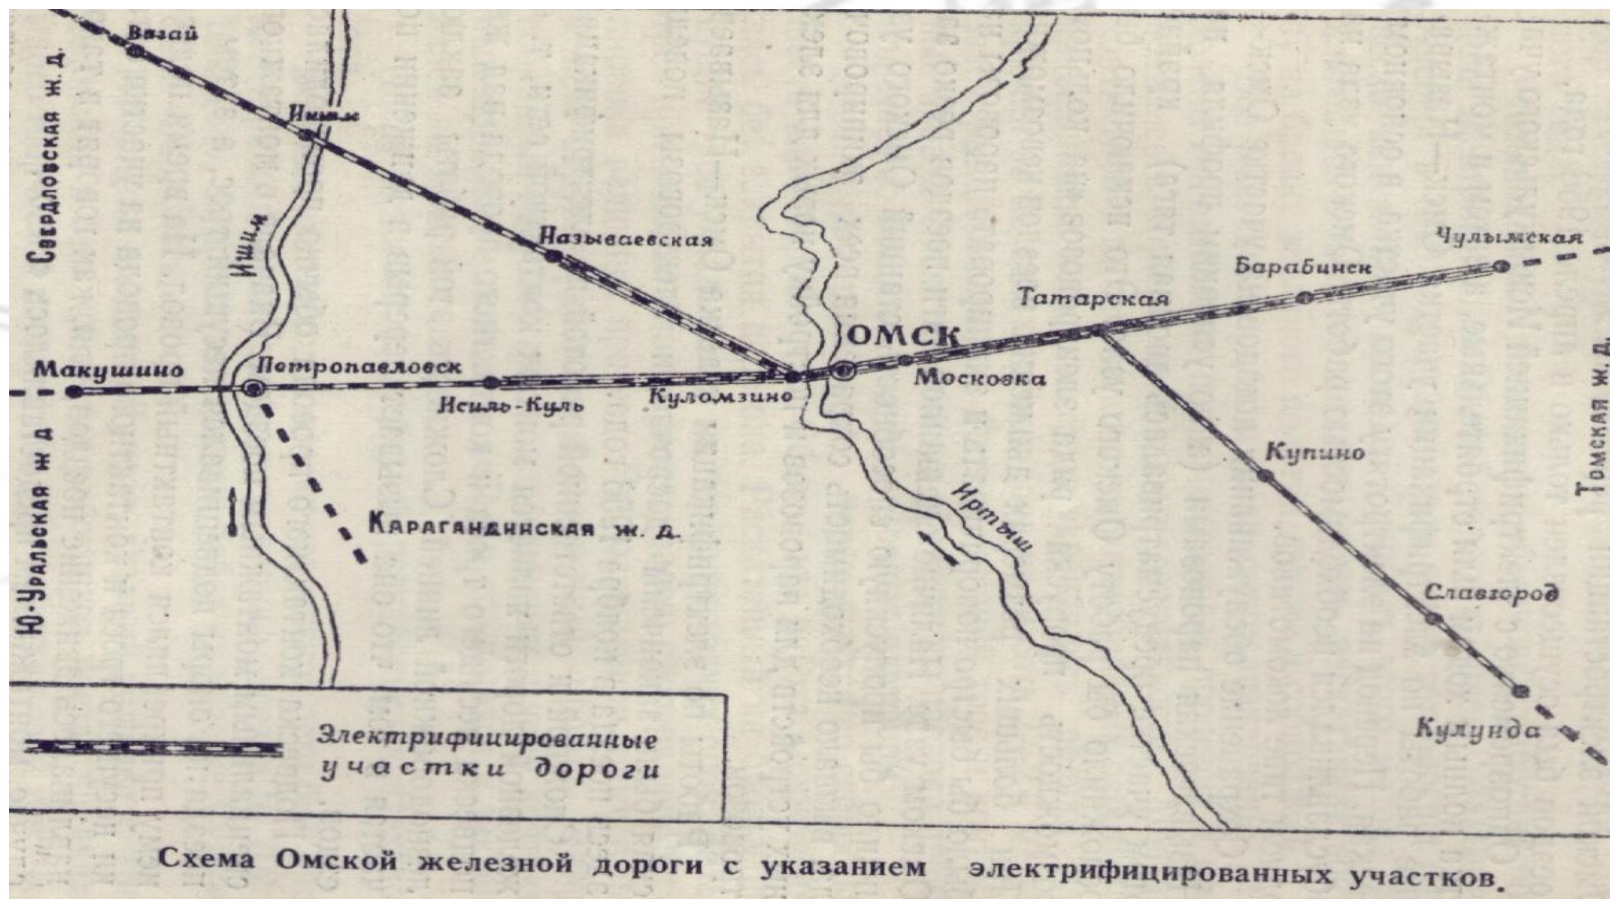 Вагай
Ишим
Свердловская ж.д.
Ишим
Называевская
Чулымская
Барабинск
Татарская
ОМСК
Московка
Макушино
Петропавловск
Исиль-Куль
Куломзино
Купино
Томская ж.д.
Ю-Уральская ж д
Карагандинская ж. д.
Иртыш
Славгород
Кулунда
Электрифицированные
участки дороги
Схема Омской железной дороги с указанием электрифицированных участков.